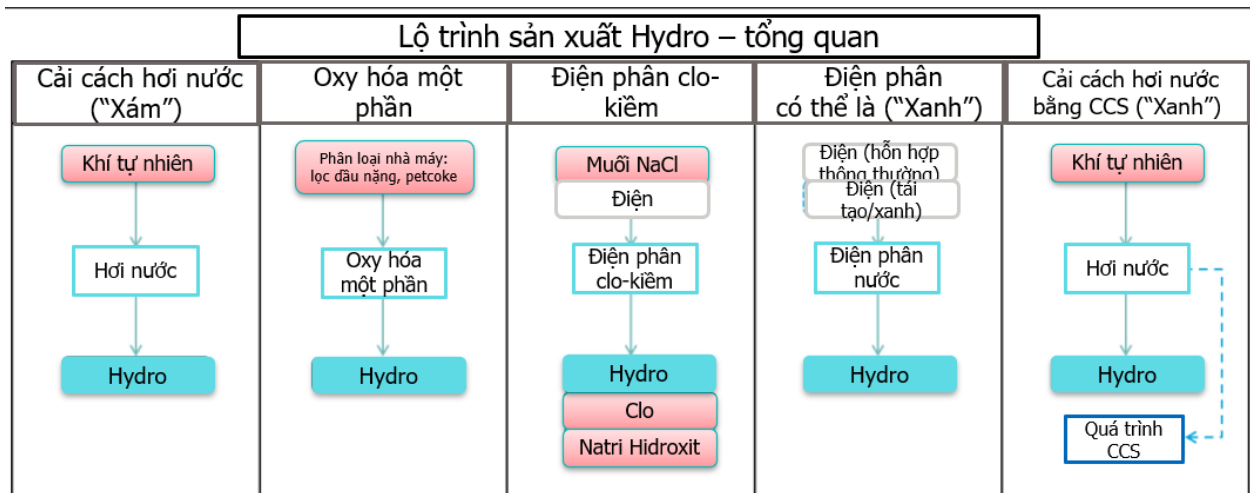 Lộ trình sản xuất Hydro – tổng quan
Cải cách hơi nước
(“Xám”)
Khí tự nhiên
Hơi nước
Hydro
Oxy hóa một
phần
Phân loại nhà máy:
lọc dầu nặng, petcoke
Oxy hóa
một phần
Hydro
Điện phân clo-
kiềm
Muối NaCl
Điện
Điện phân
clo-kiềm
Hydro
Clo
Natri Hidroxit
Điện phân
có thể là (“Xanh”)
Điện (hỗn hợp
thông thường)
Điện (tái
tạo/xanh)
Điện phân
nước
Hydro
Cải cách hơi nước
bằng CCS (“Xanh”)
Khí tự nhiên
Hơi nước
Hydro
Quá trình
CCS